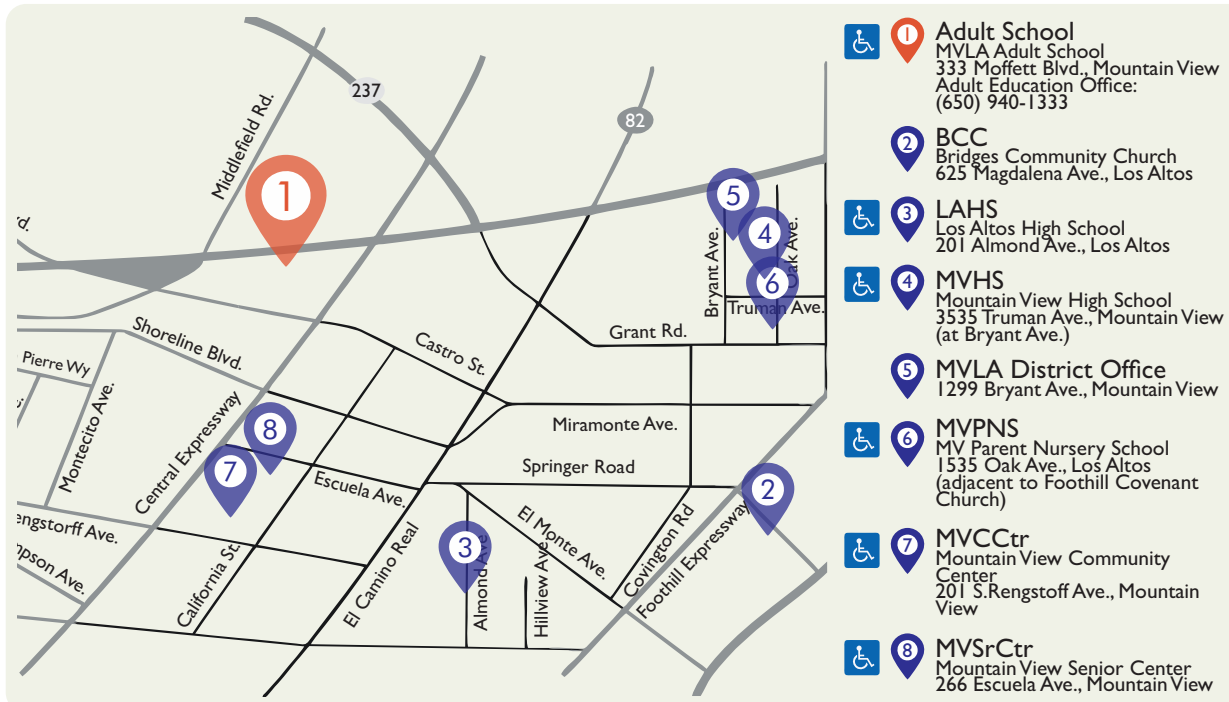 237
82
Middlefield Rd.
1
rd.
5
4
6
Bryant Ave.
Oak Ave.
Truman Ave.
Grant Rd.
Shoreline Blvd.
Castro St.
Pierre Wy
Montecito Ave.
Central Expressway
8
7
Miramonte Ave.
Springer Road
Escuela Ave.
2
engstorff Ave.
mpson Ave.
California St.
El Camino Real
3
Almond Ave
Hillview Ave
El Monte Ave.
Covington Rd
Foothill Expressway
1
Adult School
MVLA Adult School
333 Moffett Blvd., Mountain View
Adult Education Office:
(650) 940-1333
2
BCC
Bridges Community Church
625 Magdalena Ave., Los Altos
3
LAHS
Los Altos High School
201 Almond Ave., Los Altos
4
MVHS
Mountain View High School
3535 Truman Ave., Mountain View
(at Bryant Ave.)
5
MVLA District Office
1299 Bryant Ave., Mountain View
6
MVPNS
MV Parent Nursery School
1535 Oak Ave., Los Altos
(adjacent to Foothill Covenant
Church)
7
MVCCtr
Mountain View Community
Center
201 S.Rengstoff Ave., Mountain
View
8
MVSrCtr
Mountain View Senior Center
266 Escuela Ave., Mountain View